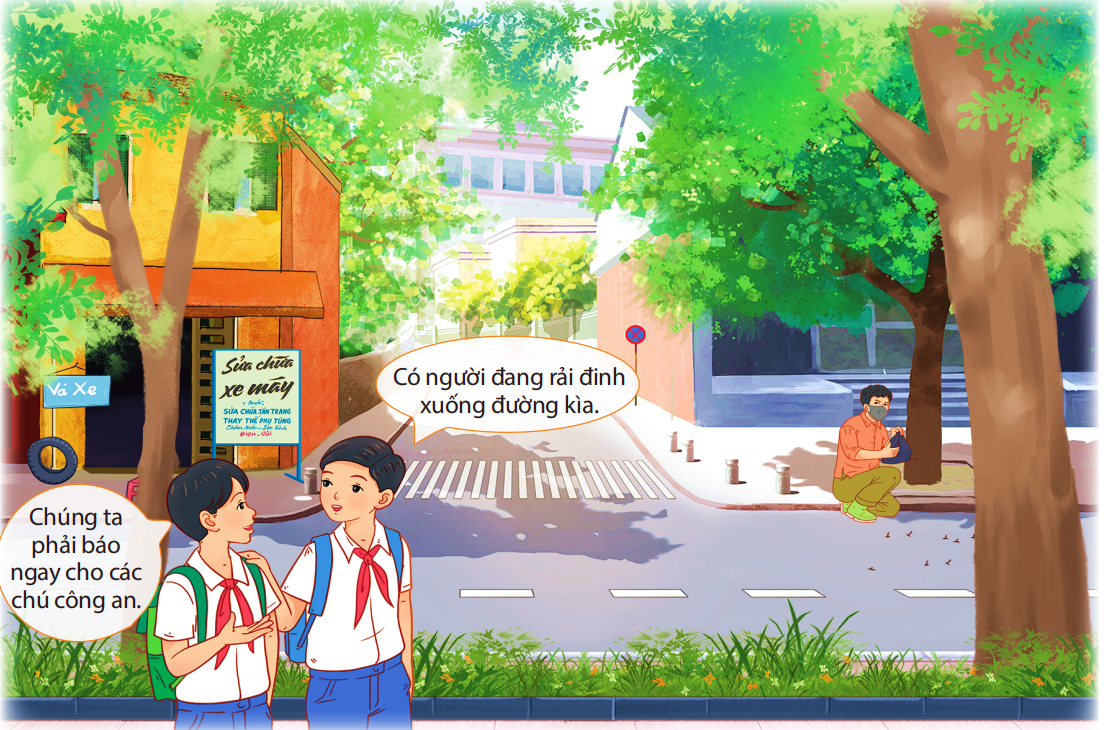 Sửa chữa
xe máy
SỬA CHỮA TÂN TRANG
THAY THẾ PHỤ TÙNG
Vá Xe
Có người đang rải đinh
xuống đường kìa.
Chúng ta
phải báo
ngay cho các
chú công an.